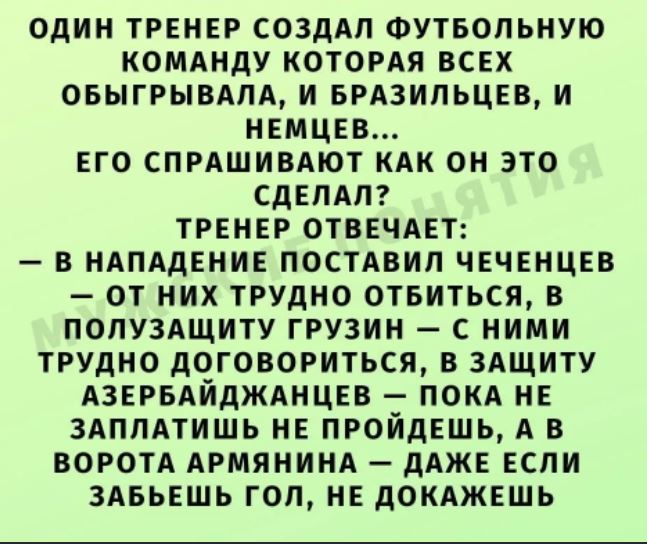 ОДИН ТРЕНЕР СОЗДАЛ ФУТБОЛЬНУЮ
КОМАНДУ КОТОРАЯ ВСЕХ
ОБЫГРЫВАЛА, И БРАЗИЛЬЦЕВ, И
НЕМЦЕВ...
ЕГО СПРАШИВАЮТ КАК ОН ЭТО
СДЕЛАЛ?
ТРЕНЕР ОТВЕЧАЕТ:
— В НАПАДЕНИЕ ПОСТАВИЛ ЧЕЧЕНЦЕВ
— ОТ НИХ ТРУДНО ОТБИТЬСЯ, В
ПОЛУЗАЩИТУ ГРУЗИН — С НИМИ
ТРУДНО ДОГОВОРИТЬСЯ, В ЗАЩИТУ
АЗЕРБАЙДЖАНЦЕВ — ПОКА НЕ
ЗАПЛАТИШЬ НЕ ПРОЙДЕШЬ, А В
ВОРОТА АРМЯНИНА — ДАЖЕ ЕСЛИ
ЗАБЬЕШЬ ГОЛ, НЕ ДОКАЖЕШЬ
МУЖСКИЕ ПОНЯТИЯ